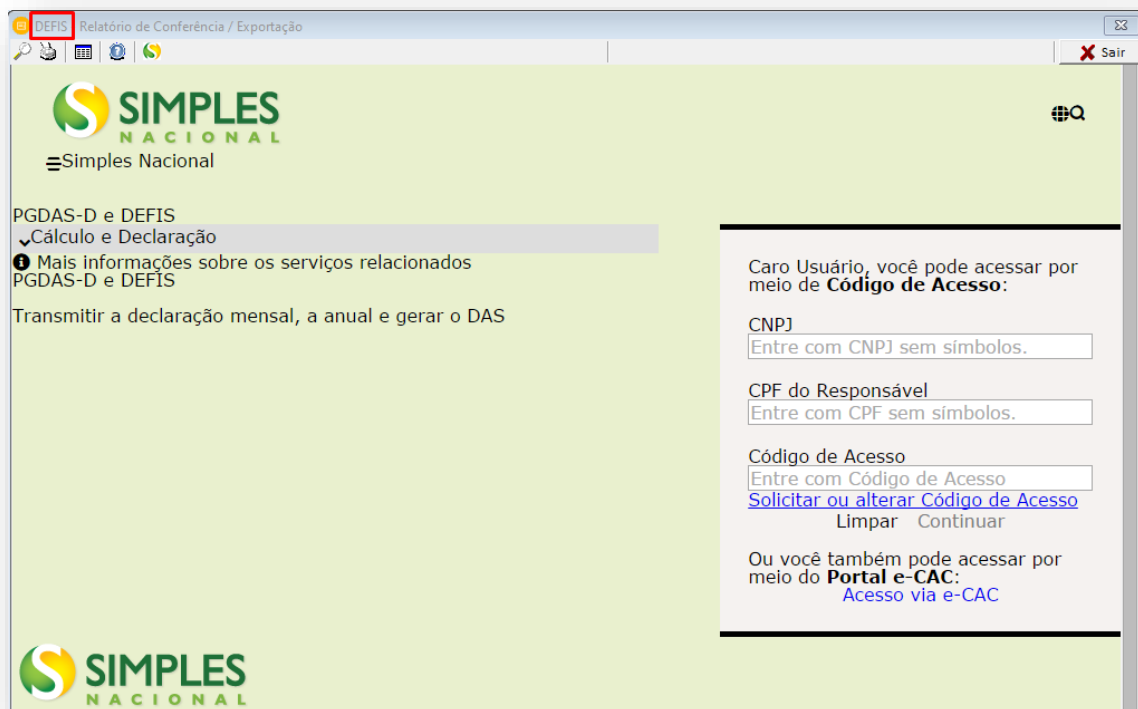 DEFIS - Relatório de Conferência / Exportação
Sair
SIMPLES
NACIONAL
Simples Nacional
PGDAS-D e DEFIS
Cálculo e Declaração
Mais informações sobre os serviços relacionados
PGDAS-D e DEFIS
Transmitir a declaração mensal, a anual e gerar o DAS
Caro Usuário, você pode acessar por
meio de Código de Acesso:
CNPJ
Entre com CNPJ sem símbolos.
CPF do Responsável
Entre com CPF sem símbolos.
Código de Acesso
Entre com Código de Acesso
Solicitar ou alterar Código de Acesso
Limpar Continuar
Ou você também pode acessar por
meio do Portal e-CAC:
Acesso via e-CAC
SIMPLES
NACIONAL